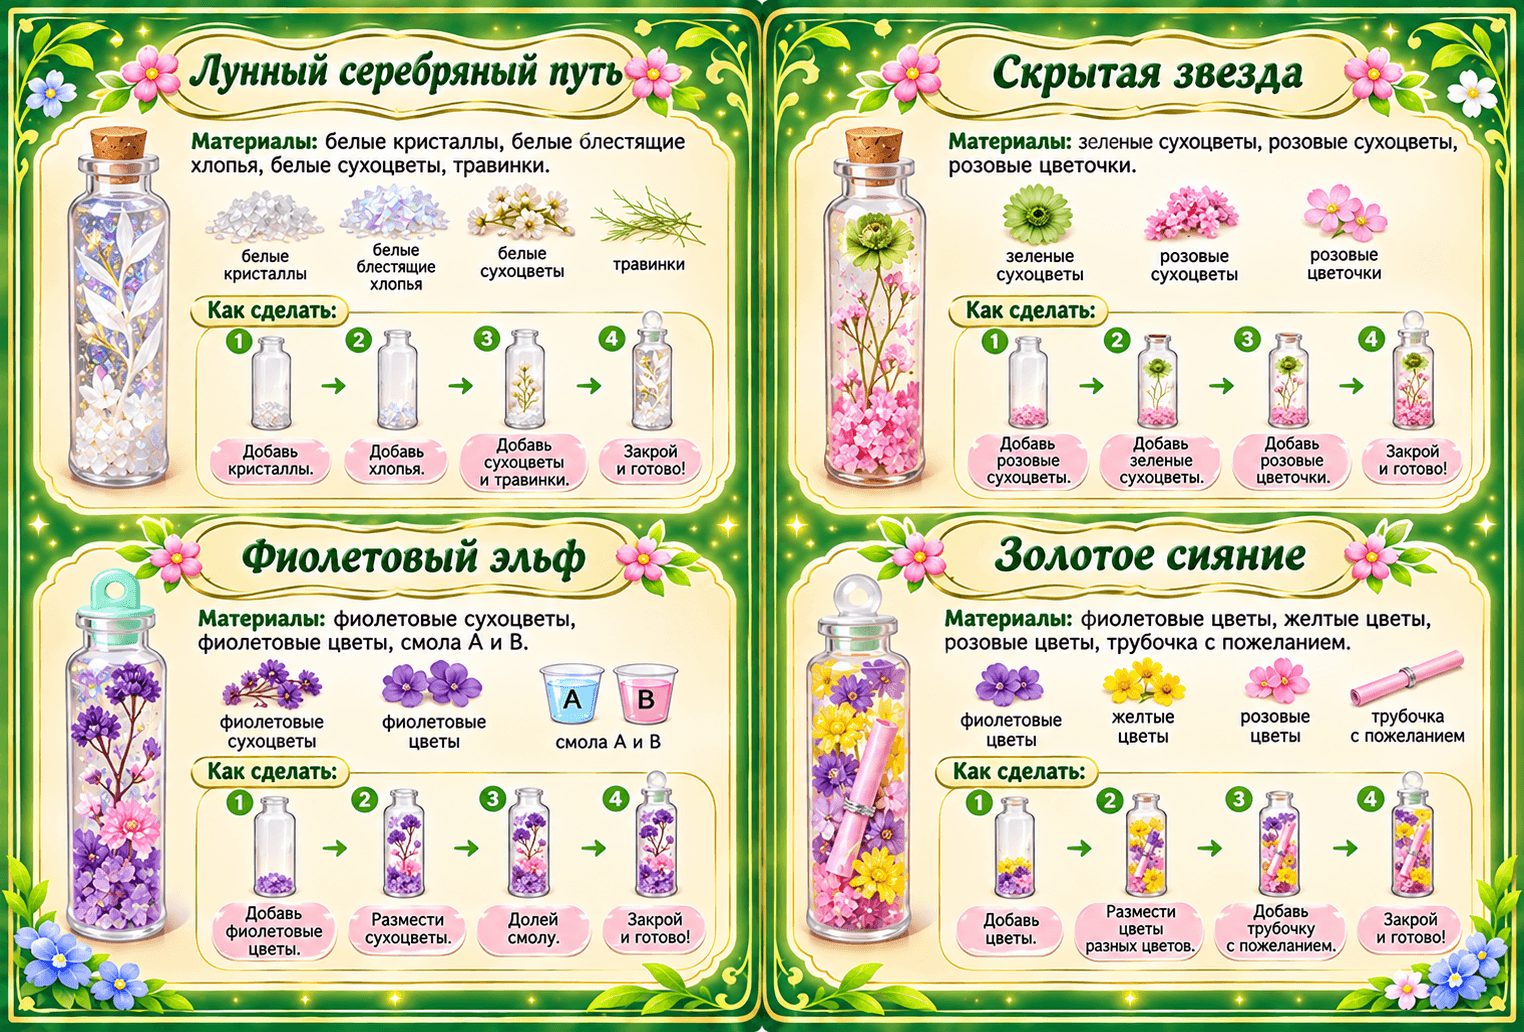 Лунный серебряный путь
Материалы: белые кристаллы, белые блестящие
хлопья, белые сухоцветы, травинки.
белые
кристаллы
белые
блестящие
хлопья
белые
сухоцветы
травинки
Как сделать:
1
2
3
4
Добавь
кристаллы.
Добавь
хлопья.
Добавь
сухоцветы
и травинки.
Закрой
и готово!
Скрытая звезда
Материалы: зеленые сухоцветы, розовые сухоцветы,
розовые цветочки.
зеленые
сухоцветы
розовые
сухоцветы
розовые
цветочки
Как сделать:
1
2
3
4
Добавь
розовые
сухоцветы.
Добавь
зеленые
сухоцветы.
Добавь
розовые
цветочки.
Закрой
и готово!
Фиолетовый эльф
Материалы: фиолетовые сухоцветы,
фиолетовые цветы, смола А и В.
фиолетовые
сухоцветы
фиолетовые
цветы
A
B
смола А и В
Как сделать:
1
2
3
4
Добавь
фиолетовые
цветы.
Размести
сухоцветы.
Долей
смолу.
Закрой
и готово!
Золотое сияние
Материалы: фиолетовые цветы, желтые цветы,
розовые цветы, трубочка с пожеланием.
фиолетовые
цветы
желтые
цветы
розовые
цветы
трубочка
с пожеланием
Как сделать:
1
2
3
4
Добавь
цветы.
Размести
цветы
разных цветов.
Добавь
трубочку
с пожеланием.
Закрой
и готово!